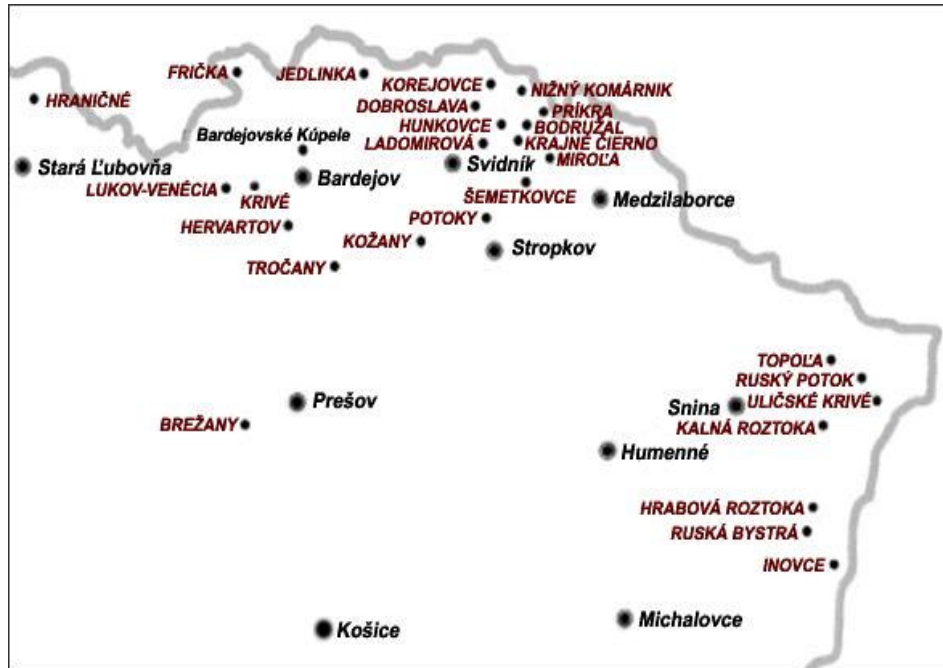 FRIČKA
JEDLINKA
KOREJOVCE
NIŽNÝ KOMÁRNIK
HRANIČNÉ
DOBROSLAVA
PRÍKRA
HUNKOVCE
BODRUŽAL
Bardejovské Kúpele
LADOMIROVÁ
KRAJNÉ ČIERNO
Stará Ľubovňa
Svidník
MIROĽA
Bardejov
LUKOV-VENÉCIA
KRIVÉ
ŠEMETKOVCE
Medzilaborce
HERVARTOV
POTOKY
KOŽANY
Stropkov
TROČANY
TOPOĽA
RUSKÝ POTOK
Prešov
Snina
ULIČSKÉ KRIVÉ
BREŽANY
KALNÁ ROZTOKA
Humenné
HRABOVÁ ROZTOKA
RUSKÁ BYSTRÁ
INOVCE
Košice
Michalovce